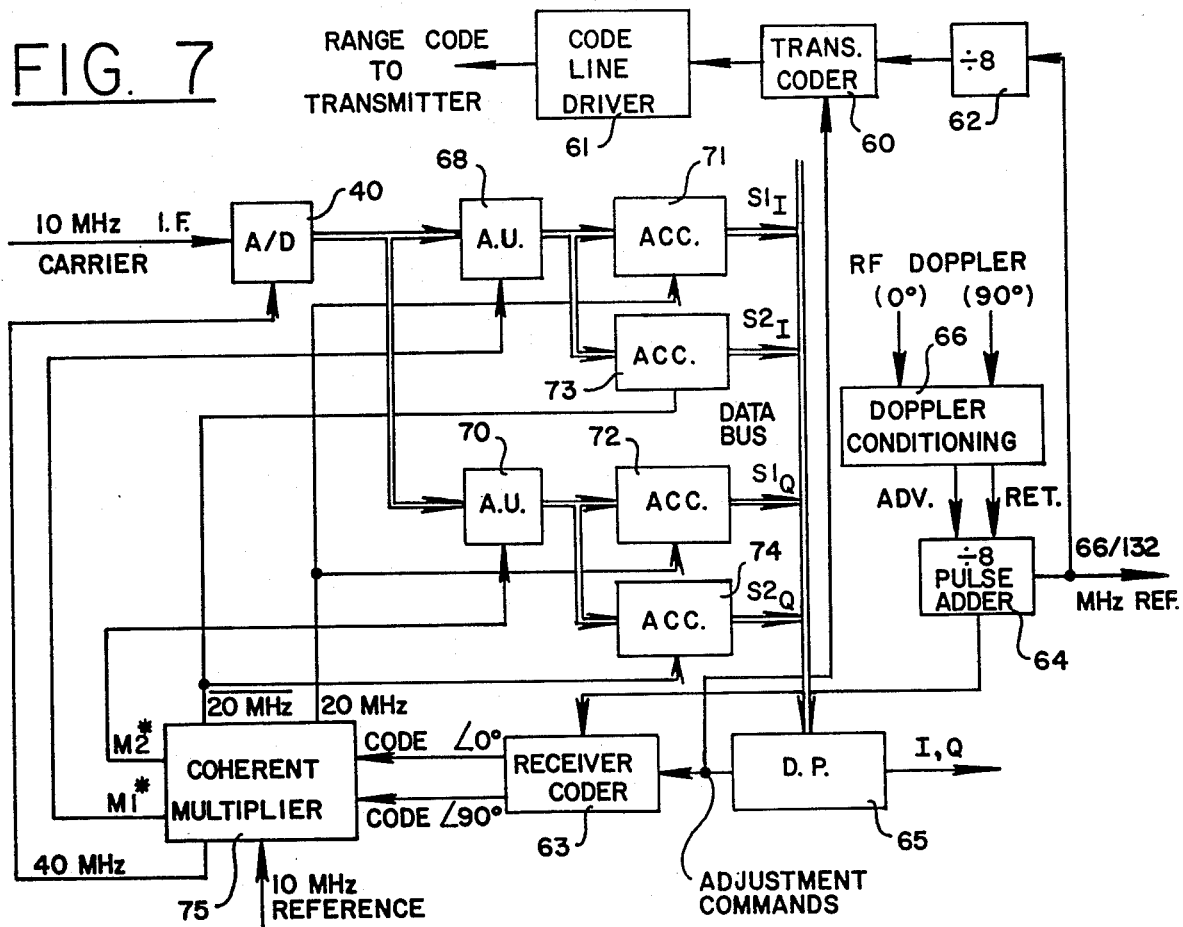 FIG. 7
RANGE CODE
TO
TRANSMITTER
CODE
LINE
DRIVER
61
TRANS.
CODER
60
÷8
62
10 MHz I.F.
CARRIER
A/D
40
68
A.U.
71
ACC.
S1I
ACC.
73
S2I
DATA
BUS
RF DOPPLER
(0°) (90°)
66
DOPPLER
CONDITIONING
ADV. RET.
÷8
PULSE
ADDER
64
66/132
MHz REF.
70
A.U.
72
ACC.
S1Q
74
ACC.
S2Q
20 MHz
20 MHz
M2*
M1*
COHERENT
MULTIPLIER
75
40 MHz
10 MHz
REFERENCE
CODE ∠0°
CODE ∠90°
RECEIVER
CODER
63
D.P.
65
I, Q
ADJUSTMENT
COMMANDS